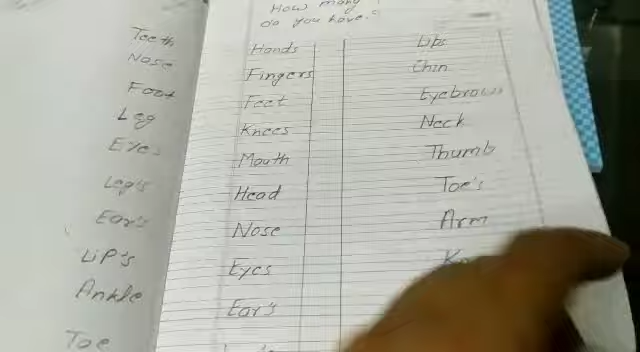 How many
do you have.
Teeth
Nose
Foot
Leg
Eyes
Leg's
Ear's
Lip's
Ankle
Toe
Hands
Fingers
Feet
Knees
Mouth
Head
Nose
Eyes
Ear's
Lips
Chin
Eyebrows
Neck
Thumb
Toe's
Arm